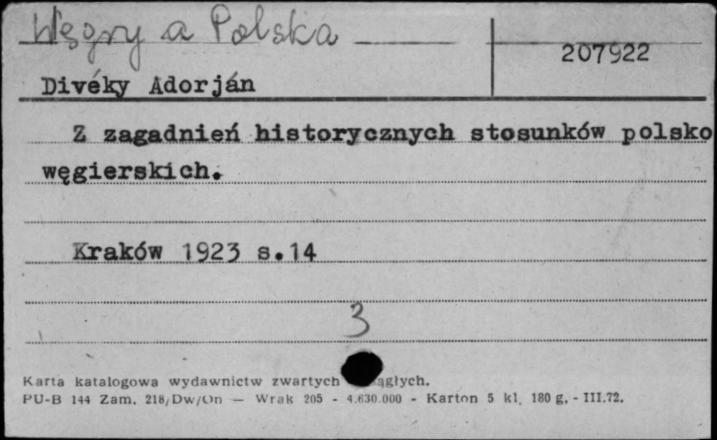 Węgry a Polska
207922
Divéky Adorján
Z zagadnień historycznych stosunków polsko
węgierskich.
Kraków 1923 s.14
3
Karta katalogowa wydawnictw zwartych ągłych.
PU-B 144 Zam. 218/Dw/On — Wrak 205 - 4.630.000 - Karton 5 kl. 180 g. - III.72.